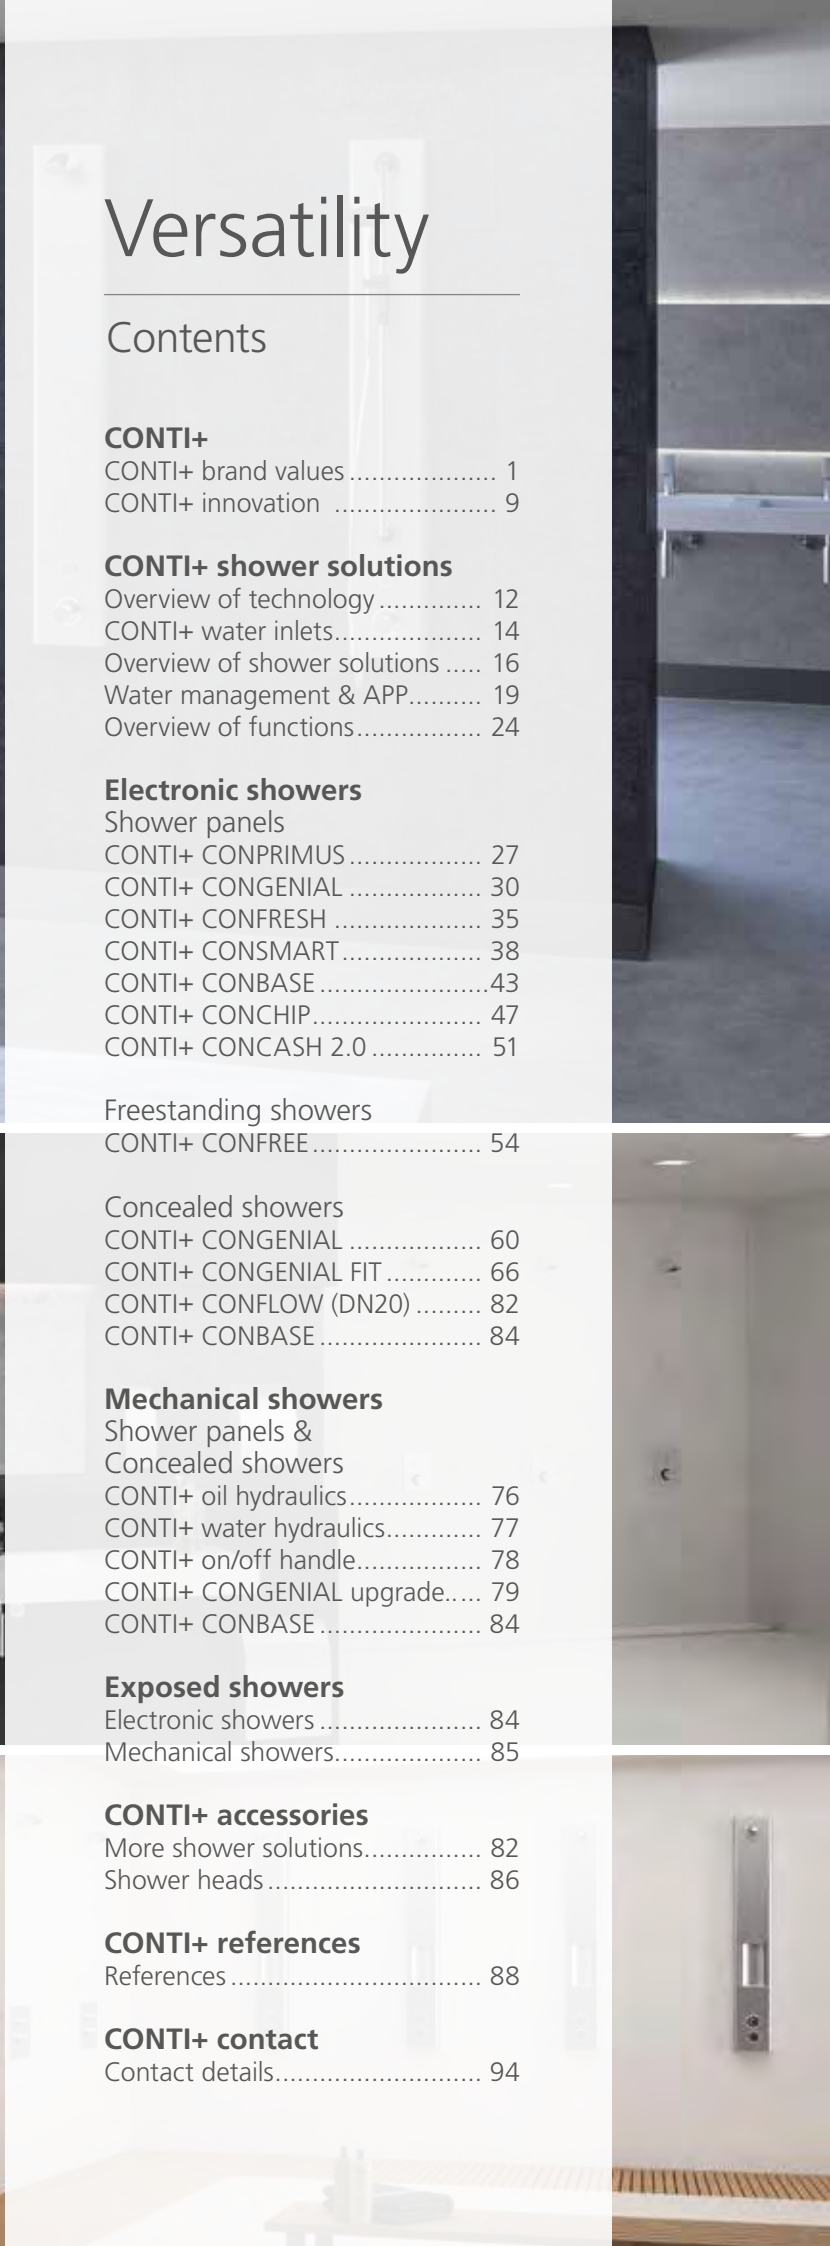 Versatility
Contents
CONTI+
CONTI+ brand values .................... 1
CONTI+ innovation ...................... 9
CONTI+ shower solutions
Overview of technology .............. 12
CONTI+ water inlets.................... 14
Overview of shower solutions ..... 16
Water management & APP.......... 19
Overview of functions................. 24
Electronic showers
Shower panels
CONTI+ CONPRIMUS .................. 27
CONTI+ CONGENIAL .................. 30
CONTI+ CONFRESH .................... 35
CONTI+ CONSMART................... 38
CONTI+ CONBASE .......................43
CONTI+ CONCHIP....................... 47
CONTI+ CONCASH 2.0 ............... 51
Freestanding showers
CONTI+ CONFREE ....................... 54
Concealed showers
CONTI+ CONGENIAL .................. 60
CONTI+ CONGENIAL FIT ............. 66
CONTI+ CONFLOW (DN20) ......... 82
CONTI+ CONBASE ...................... 84
Mechanical showers
Shower panels &
Concealed showers
CONTI+ oil hydraulics.................. 76
CONTI+ water hydraulics............. 77
CONTI+ on/off handle................. 78
CONTI+ CONGENIAL upgrade..... 79
CONTI+ CONBASE ...................... 84
Exposed showers
Electronic showers ...................... 84
Mechanical showers.................... 85
CONTI+ accessories
More shower solutions................ 82
Shower heads ............................. 86
CONTI+ references
References .................................. 88
CONTI+ contact
Contact details............................ 94